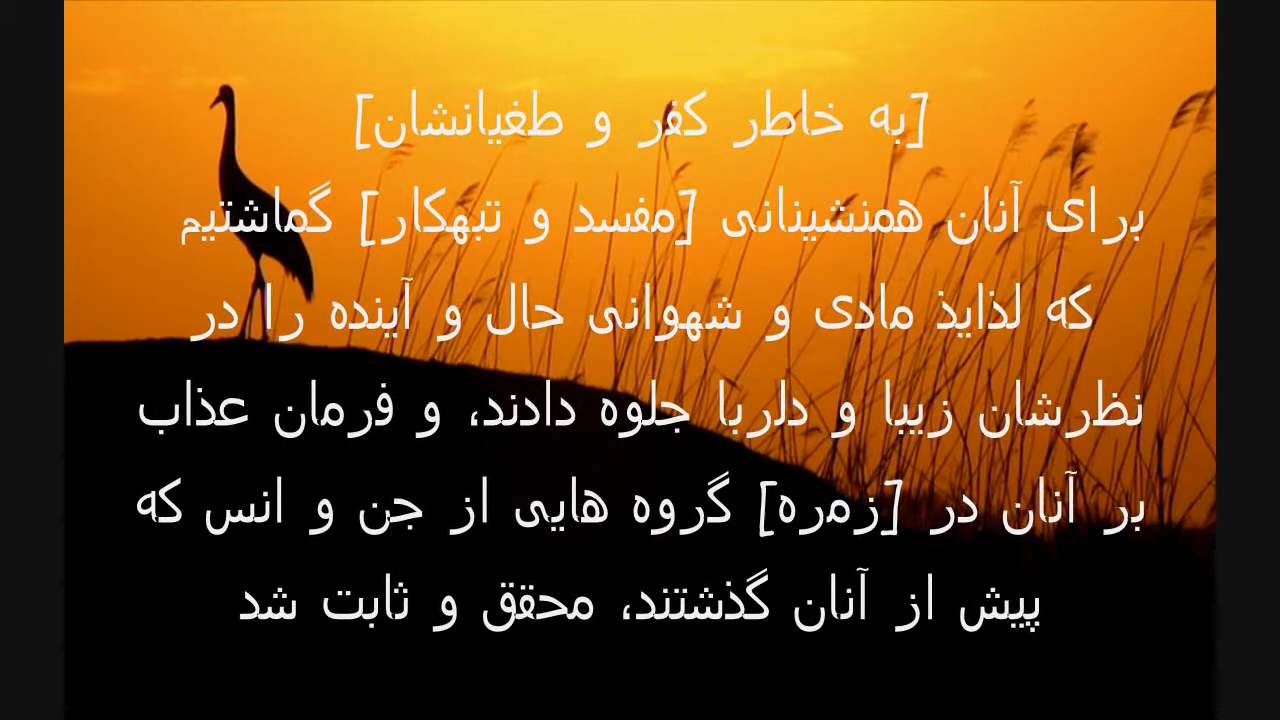 [به خاطر کفر و طغیانشان]
برای آنان همنشینانی [مفسد و تبهکار] گماشتیم
که لذایذ مادی و شهوانی حال و آینده را در
نظرشان زیبا و دلربا جلوه دادند، و فرمان عذاب
بر آنان در [زمره] گروه هایی از جن و انس که
پیش از آنان گذشتند، محقق و ثابت شد